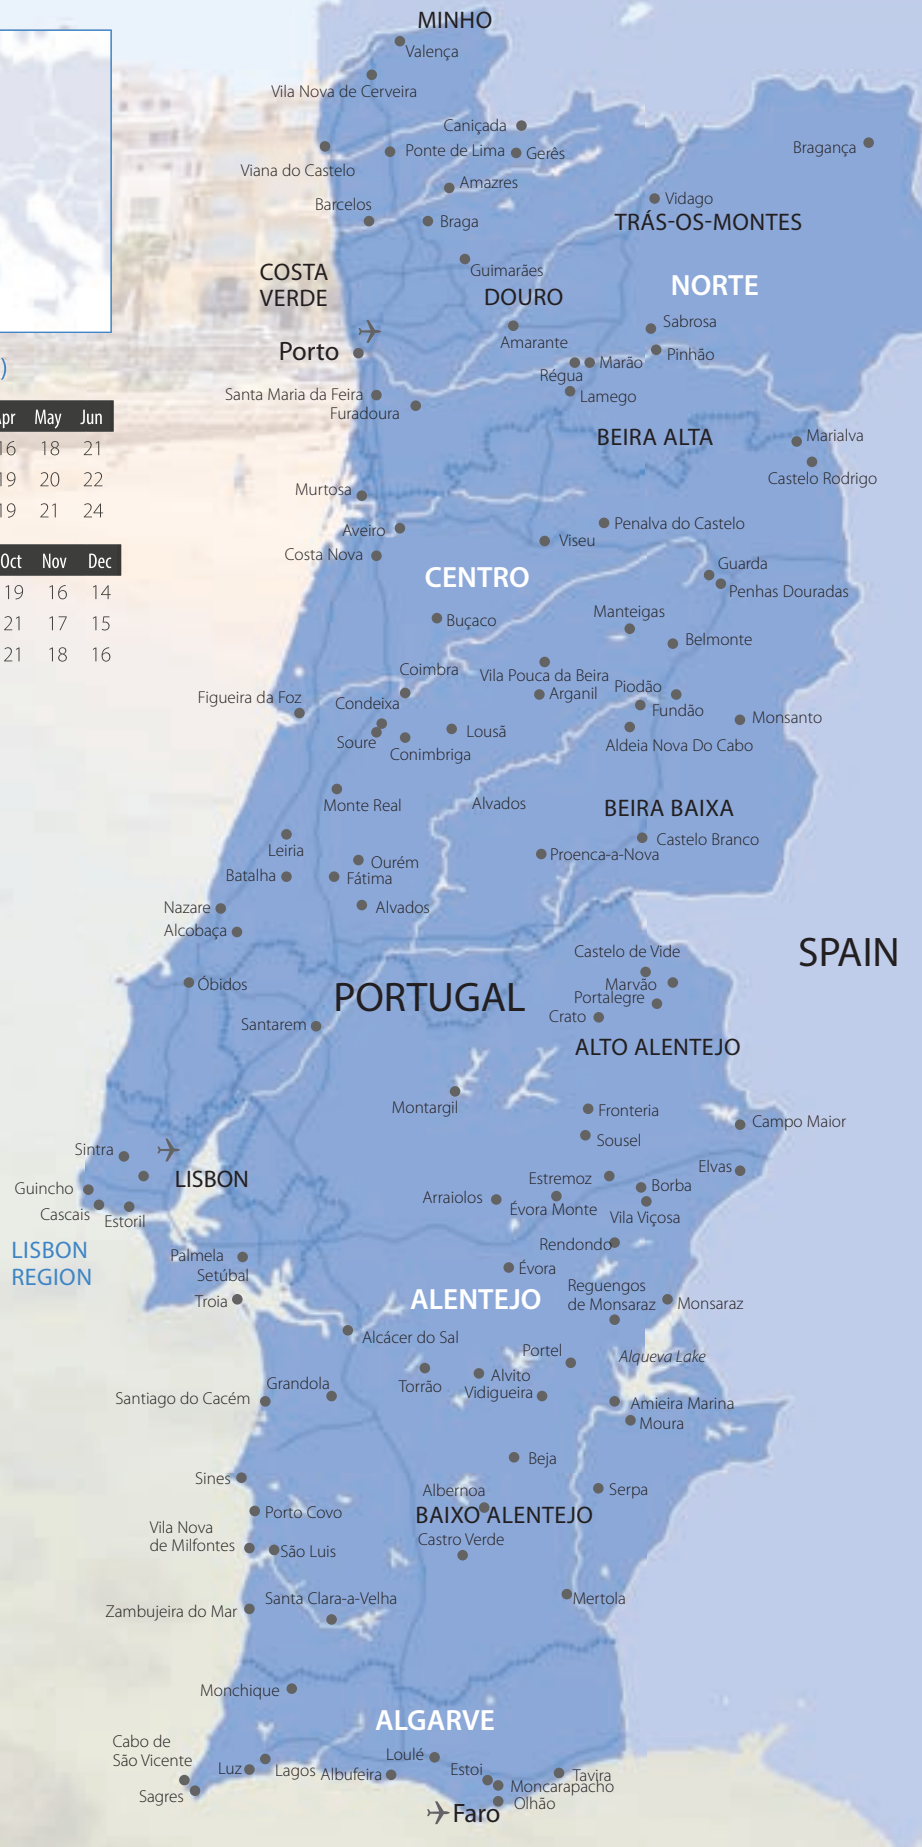 MINHO
Valença
Vila Nova de Cerveira
Caniçada
Bragança
Viana do Castelo
Ponte de Lima
Gerês
Amazres
Vidago
Barcelos
Braga
TRÁS-OS-MONTES
COSTA
VERDE
Guimarães
DOURO
NORTE
Sabrosa
Porto
Amarante
Pinhão
Marão
Régua
Lamego
)
Santa Maria da Feira
Furadoura
Apr May Jun
16 18 21
19 20 22
19 21 24
BEIRA ALTA
Marialva
Castelo Rodrigo
Murtosa
Aveiro
Penalva do Castelo
Viseu
Costa Nova
Oct Nov Dec
19 16 14
21 17 15
21 18 16
CENTRO
Guarda
Penhas Douradas
Buçaco
Manteigas
Belmonte
Coimbra
Vila Pouca da Beira
Figueira da Foz
Condeixa
Arganil
Piodão
Fundão
Monsanto
Soure
Lousã
Conimbriga
Aldeia Nova Do Cabo
Monte Real
Alvados
BEIRA BAIXA
Leiria
Castelo Branco
Proenca-a-Nova
Ourém
Batalha
Fátima
Nazare
Alvados
Alcobaça
SPAIN
Castelo de Vide
Óbidos
PORTUGAL
Marvão
Portalegre
Crato
Santarem
ALTO ALENTEJO
Montargil
Fronteria
Campo Maior
Sousel
Sintra
LISBON
Elvas
Guincho
Estremoz
Borba
Arraiolos
Évora Monte
Vila Viçosa
Cascais
Estoril
LISBON
REGION
Rendondo
Palmela
Setúbal
Évora
Troia
ALENTEJO
Reguengos
de Monsaraz
Monsaraz
Alcácer do Sal
Portel
Alqueva Lake
Torrão
Alvito
Grandola
Vidigueira
Santiago do Cacém
Amieira Marina
Moura
Beja
Sines
Albernoa
Serpa
Porto Covo
BAIXO ALENTEJO
Vila Nova
de Milfontes
São Luis
Castro Verde
Santa Clara-a-Velha
Mertola
Zambujeira do Mar
Monchique
ALGARVE
Cabo de
São Vicente
Loulé
Luz
Lagos
Albufeira
Estoi
Tavira
Moncarapacho
Sagres
Olhão
Faro